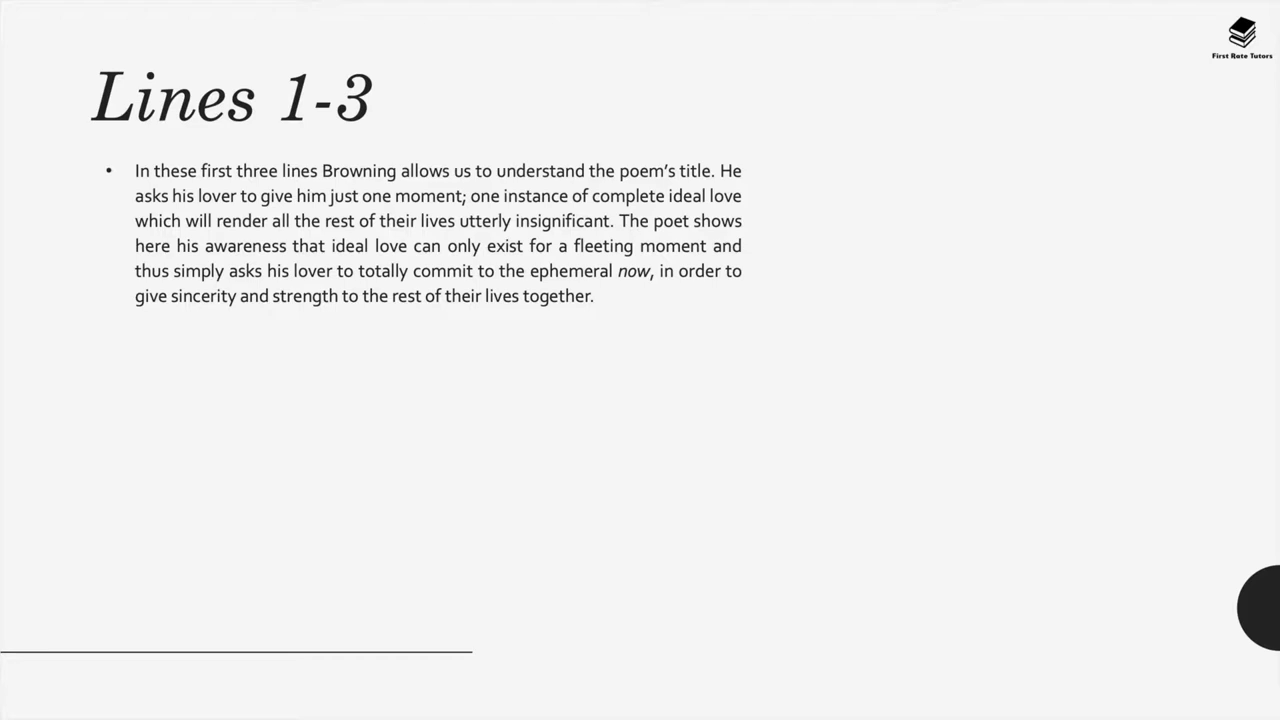 First Rate Tutors
Lines 1-3
• In these first three lines Browning allows us to understand the poem's title. He
asks his lover to give him just one moment; one instance of complete ideal love
which will render all the rest of their lives utterly insignificant. The poet shows
here his awareness that ideal love can only exist for a fleeting moment and
thus simply asks his lover to totally commit to the ephemeral now, in order to
give sincerity and strength to the rest of their lives together.